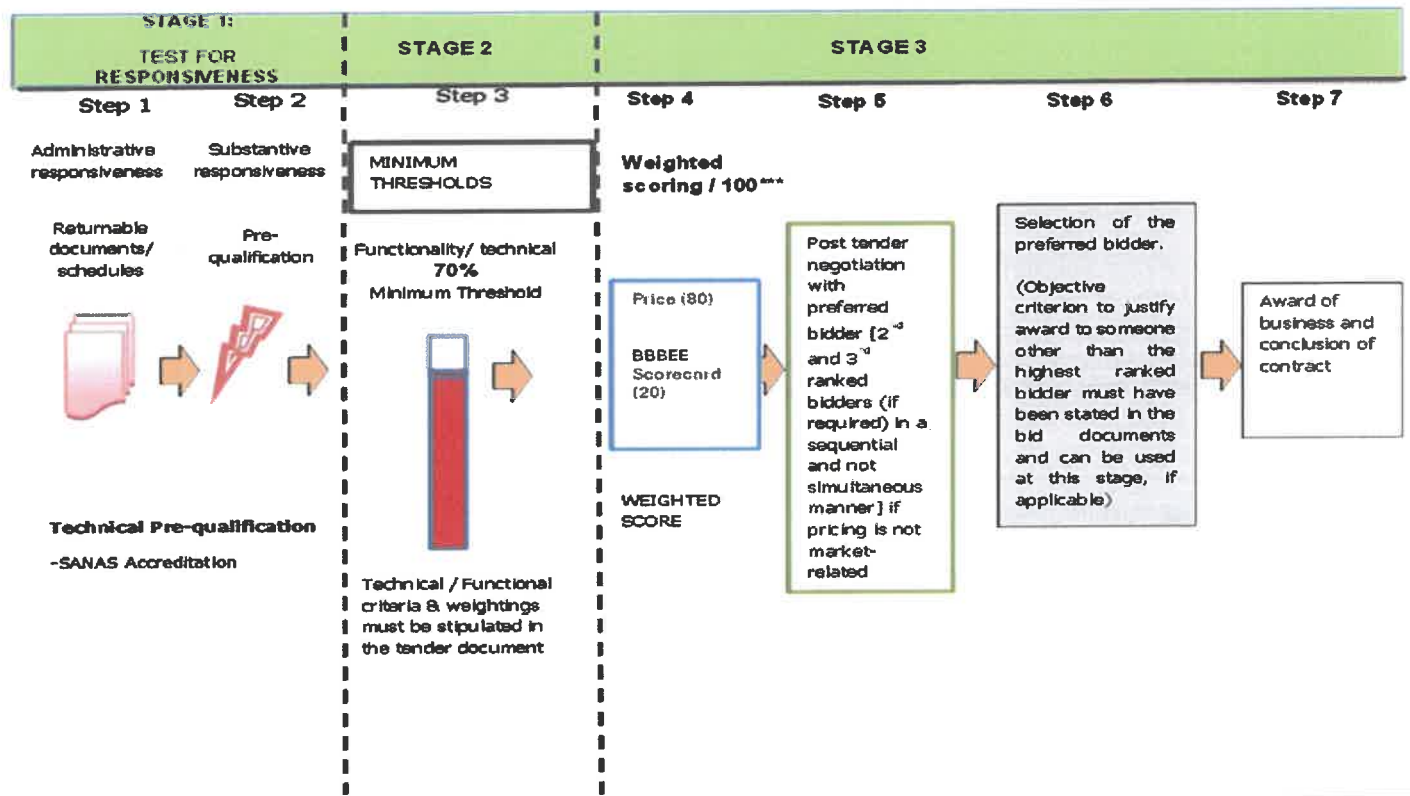 STAGE 1:
TEST FOR
RESPONSIVENESS
STAGE 2
STAGE 3
Step 1
Step 2
Step 3
Step 4
Step 5
Step 6
Step 7
Administrative
responsiveness
Substantive
responsiveness
MINIMUM
THRESHOLDS
Weighted
scoring / 100***
Returnable
documents/
schedules
Pre-
qualification
Functionality/ technical
70%
Minimum Threshold
Price (80)
BBBEE
Scorecard
(20)
Post tender
negotiation
with
preferred
bidder [2nd
and 3rd
ranked
bidders (if
required) in a
sequential
and not
simultaneous
manner] if
pricing is not
market-
related
Selection of the
preferred bidder.
(Objective
criterion to justify
award to someone
other than the
highest ranked
bidder must have
been stated in the
bid documents
and can be used
at this stage, if
applicable)
Award of
business and
conclusion of
contract
WEIGHTED
SCORE
Technical Pre-qualification
-SANAS Accreditation
Technical / Functional
criteria & weightings
must be stipulated in
the tender document